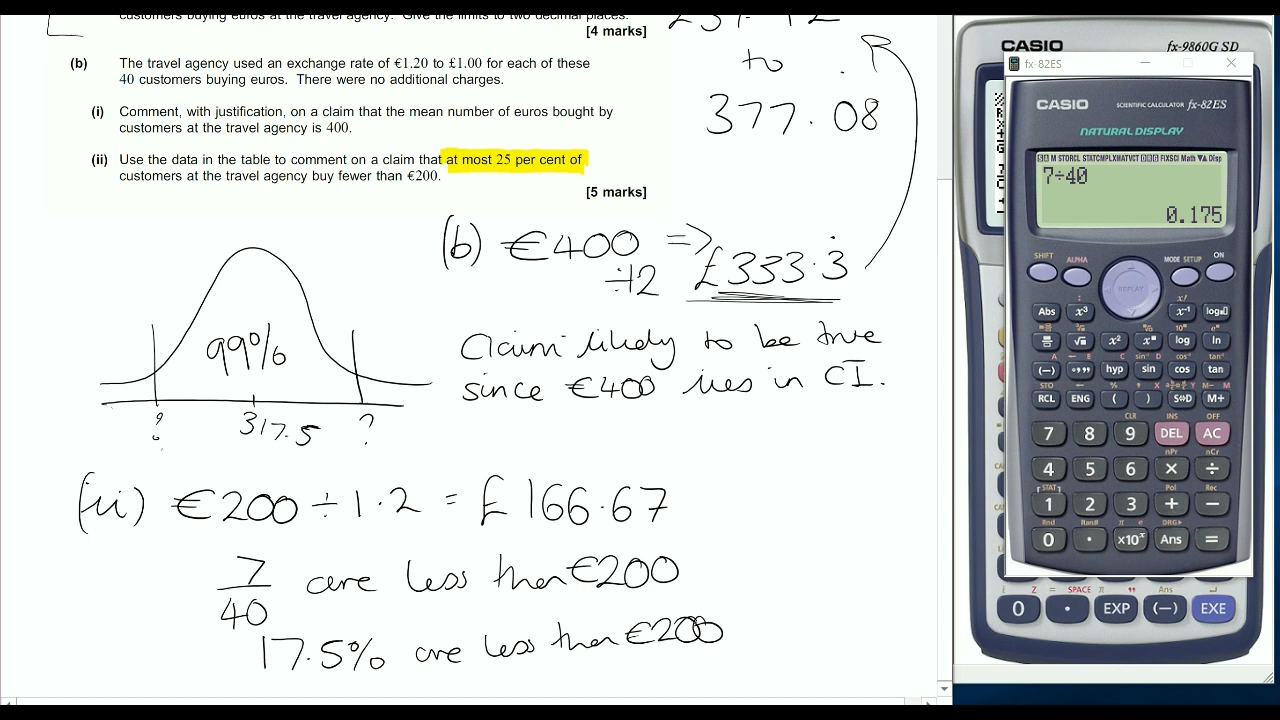 customers buying euros at the travel agency. Give the limits to two decimal places.
[4 marks]
(b) The travel agency used an exchange rate of €1.20 to £1.00 for each of these
40 customers buying euros. There were no additional charges.
(i) Comment, with justification, on a claim that the mean number of euros bought by
customers at the travel agency is 400.
(ii) Use the data in the table to comment on a claim that at most 25 per cent of
customers at the travel agency buy fewer than €200.
[5 marks]
to
377.08
(b) €400 => £333.3̇
÷12
Claim likely to be true
since €400 lies in CI.
99%
? 317.5 ?
(ii) €200 ÷ 1.2 = £166.67
7
40
are less then €200
17.5% are less then €200
CASIO fx-9860G SD
fx-82ES
CASIO SCIENTIFIC CALCULATOR fx-82ES
NATURAL DISPLAY
7÷40
0.175
SHIFT ALPHA REPLAY MODE SETUP ON
Abs x³ x⁻¹ log
√ x² log ln
(−) hyp sin cos tan
RCL ENG ( ) S⇔D M+
7 8 9 DEL AC
4 5 6 × ÷
1 2 3 + −
0 . ×10ˣ Ans =
0 . EXP (−) EXE